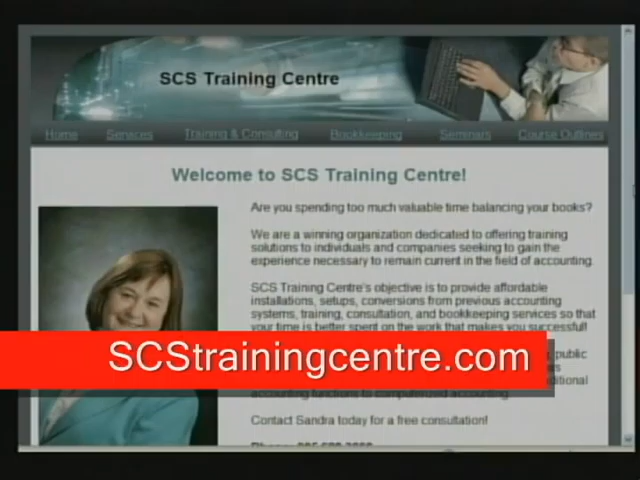 SCS Training Centre
Home Services Training & Consulting Bookkeeping Seminars Course Outlines
Welcome to SCS Training Centre!
Are you spending too much valuable time balancing your books?
We are a winning organization dedicated to offering training
solutions to individuals and companies seeking to gain the
experience necessary to remain current in the field of accounting.
SCS Training Centre's objective is to provide affordable
installations, setups, conversions from previous accounting
systems, training, consultation, and bookkeeping services so that
your time is better spent on the work that makes you successful!
SCStrainingcentre.com
public
accounting functions to computerized accounting.
Contact Sandra today for a free consultation!